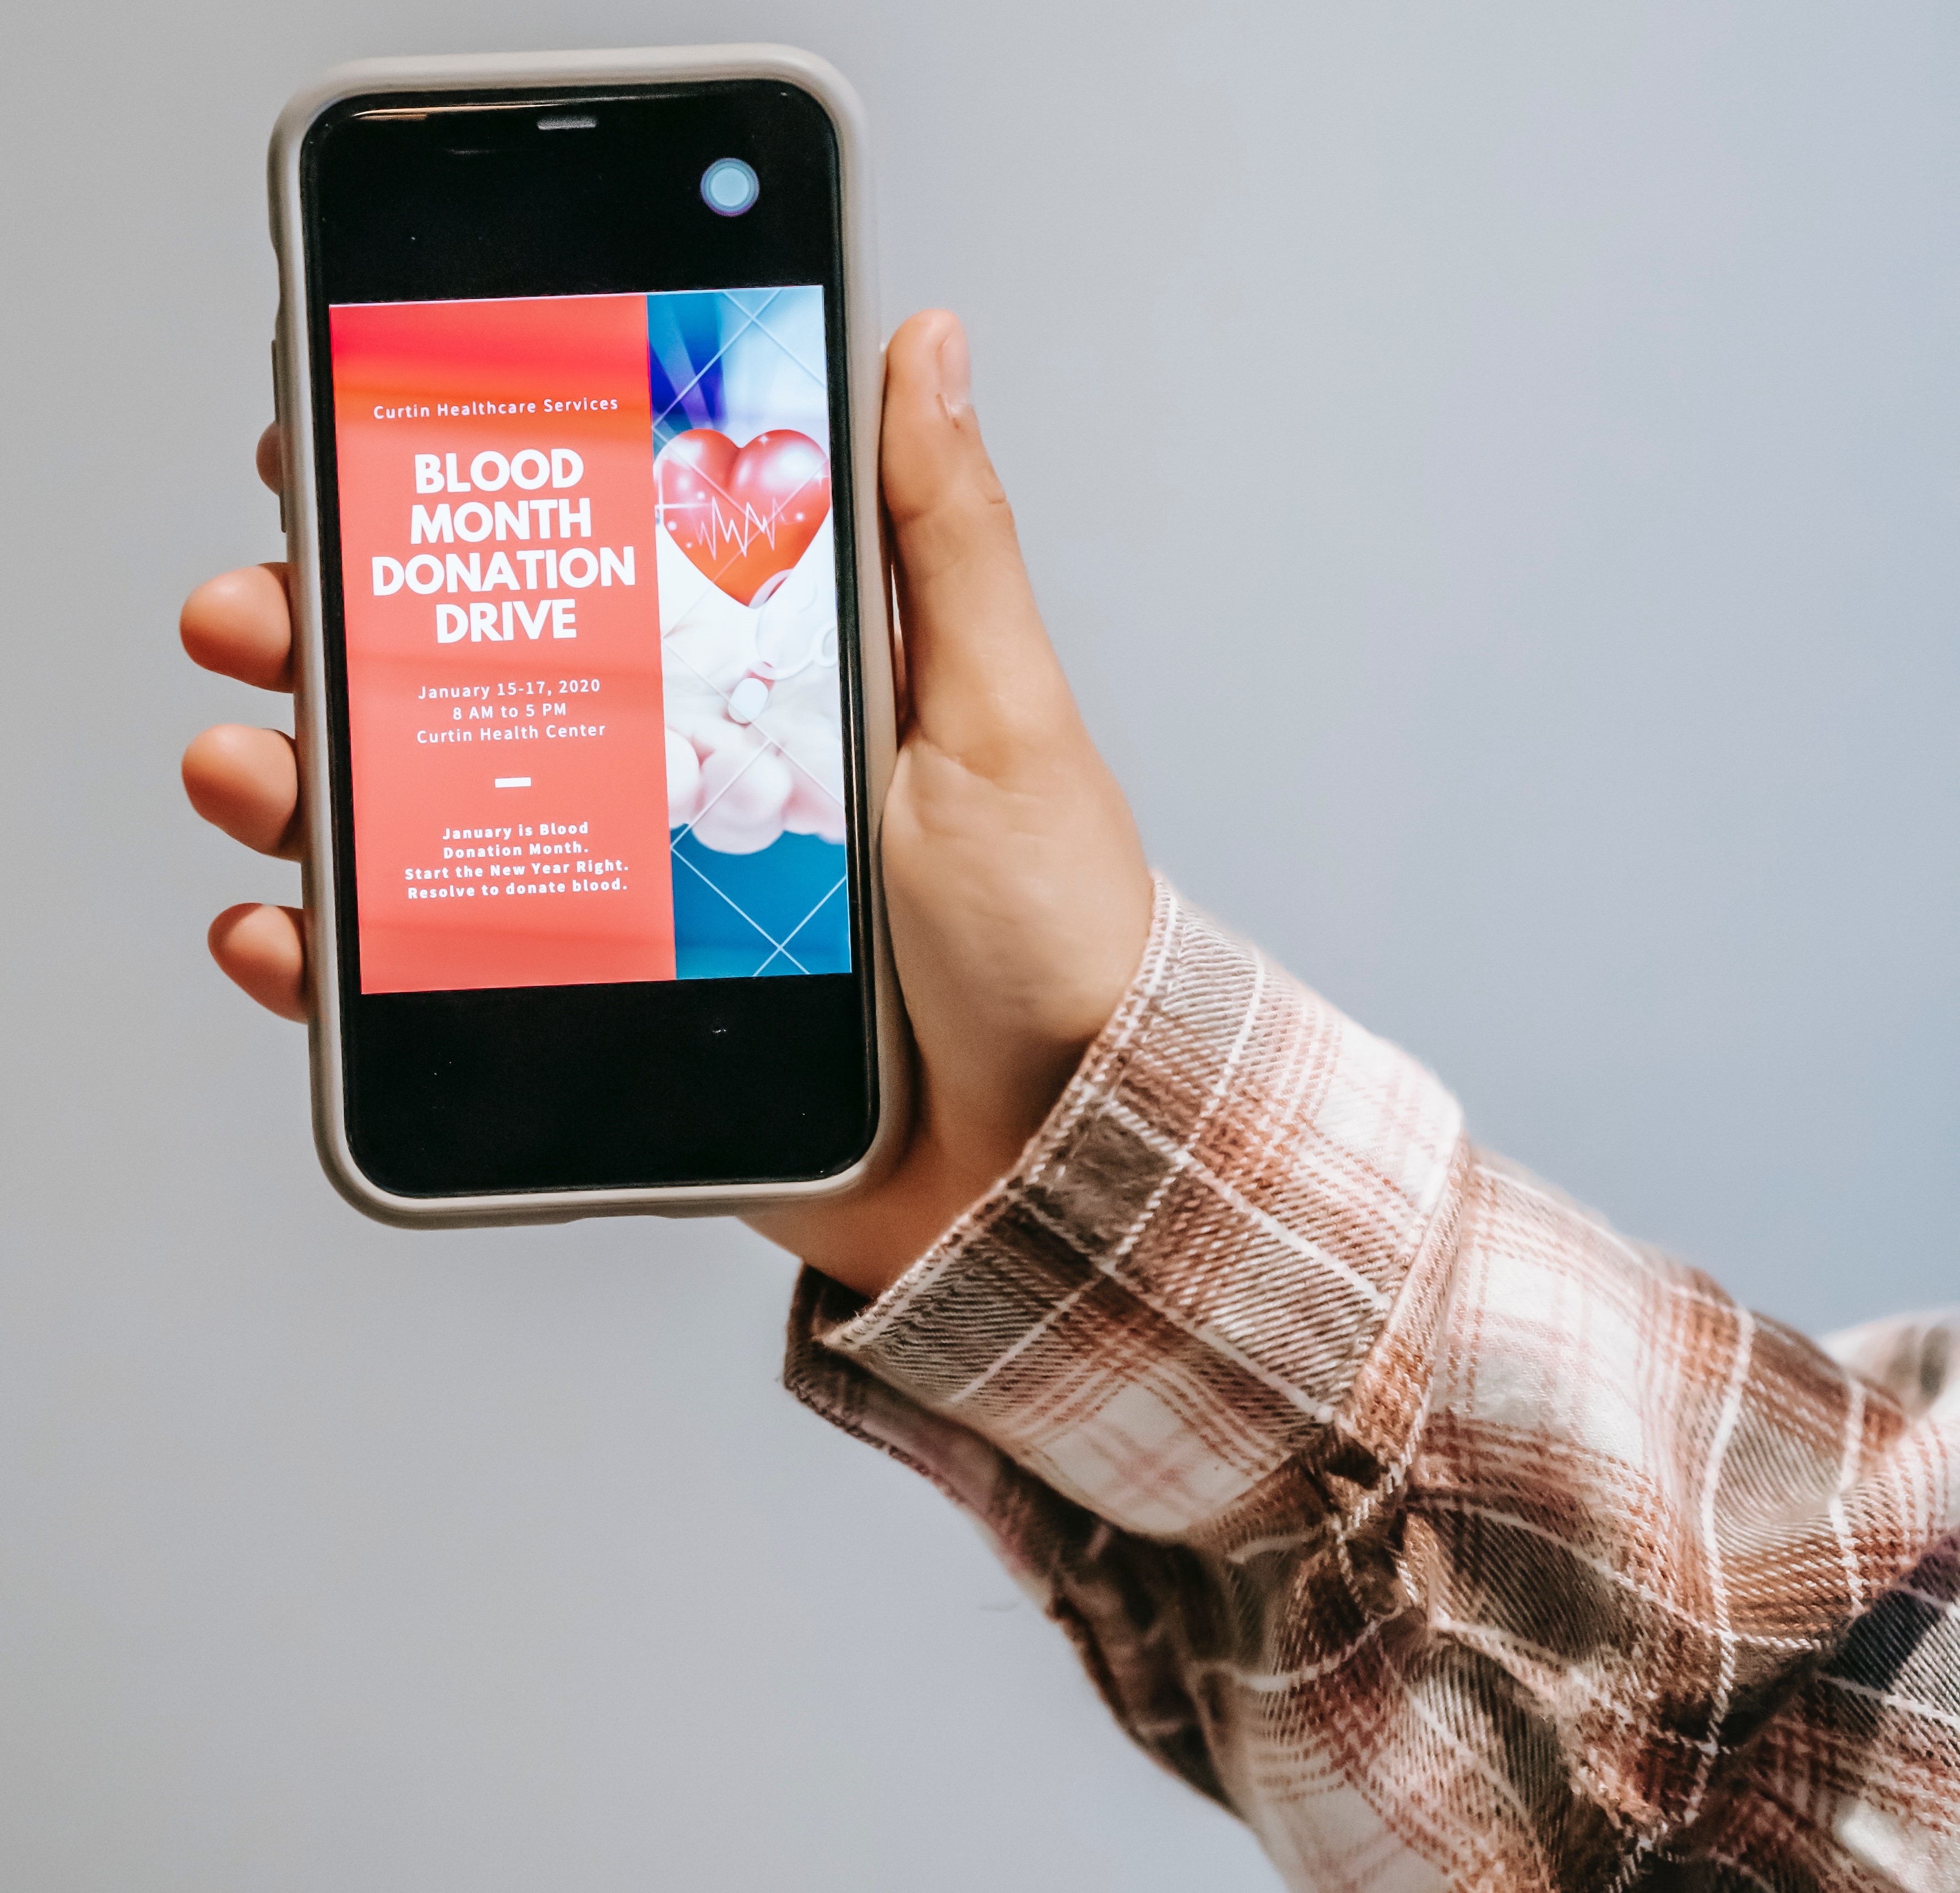 Curtin Healthcare Services
BLOOD
MONTH
DONATION
DRIVE
January 15-17, 2020
8 AM to 5 PM
Curtin Health Center
January is Blood
Donation Month.
Start the New Year Right.
Resolve to donate blood.